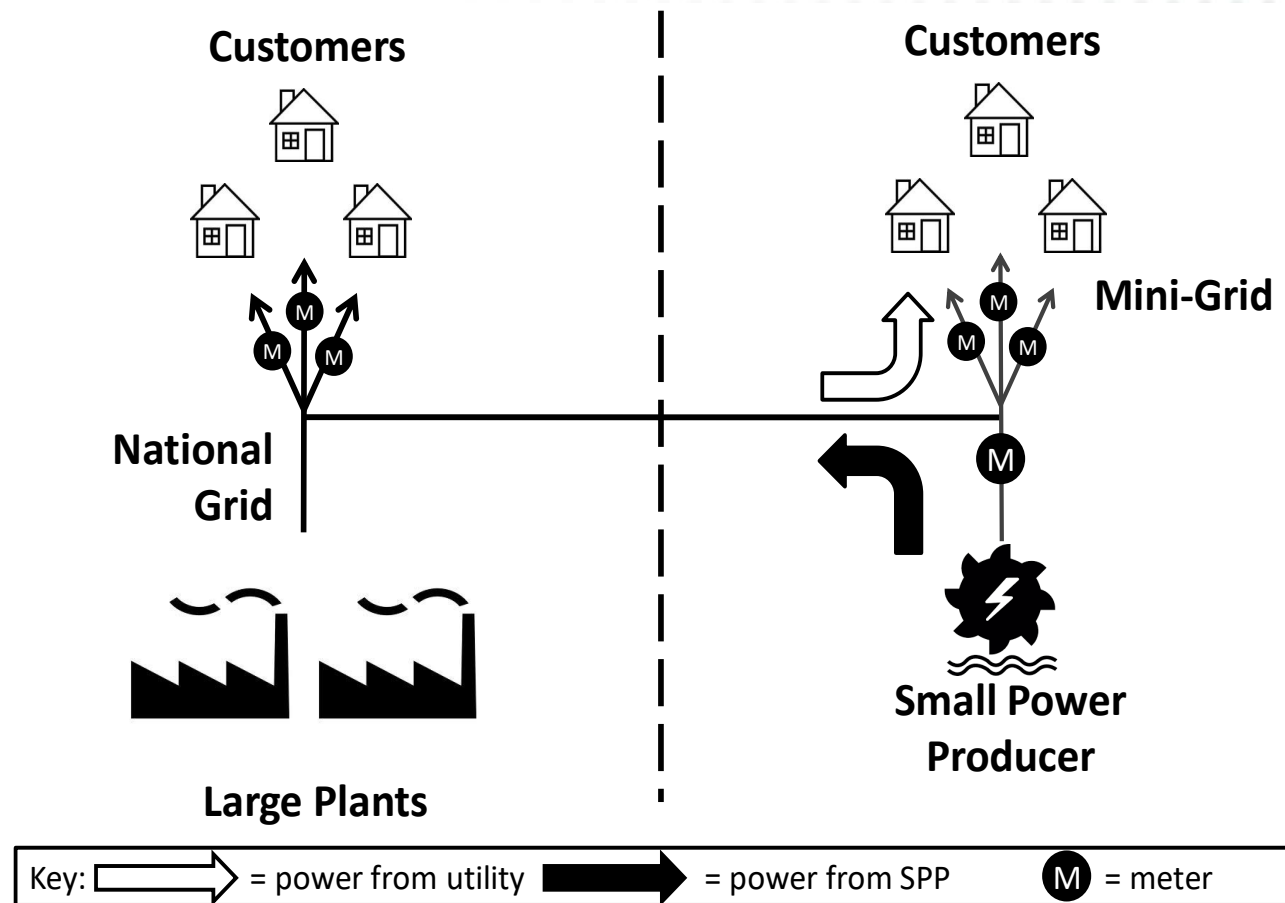 Customers
Customers
M
M
M
M
M
M
Mini-Grid
National
Grid
M
Small Power
Producer
Large Plants
Key: = power from utility = power from SPP M = meter